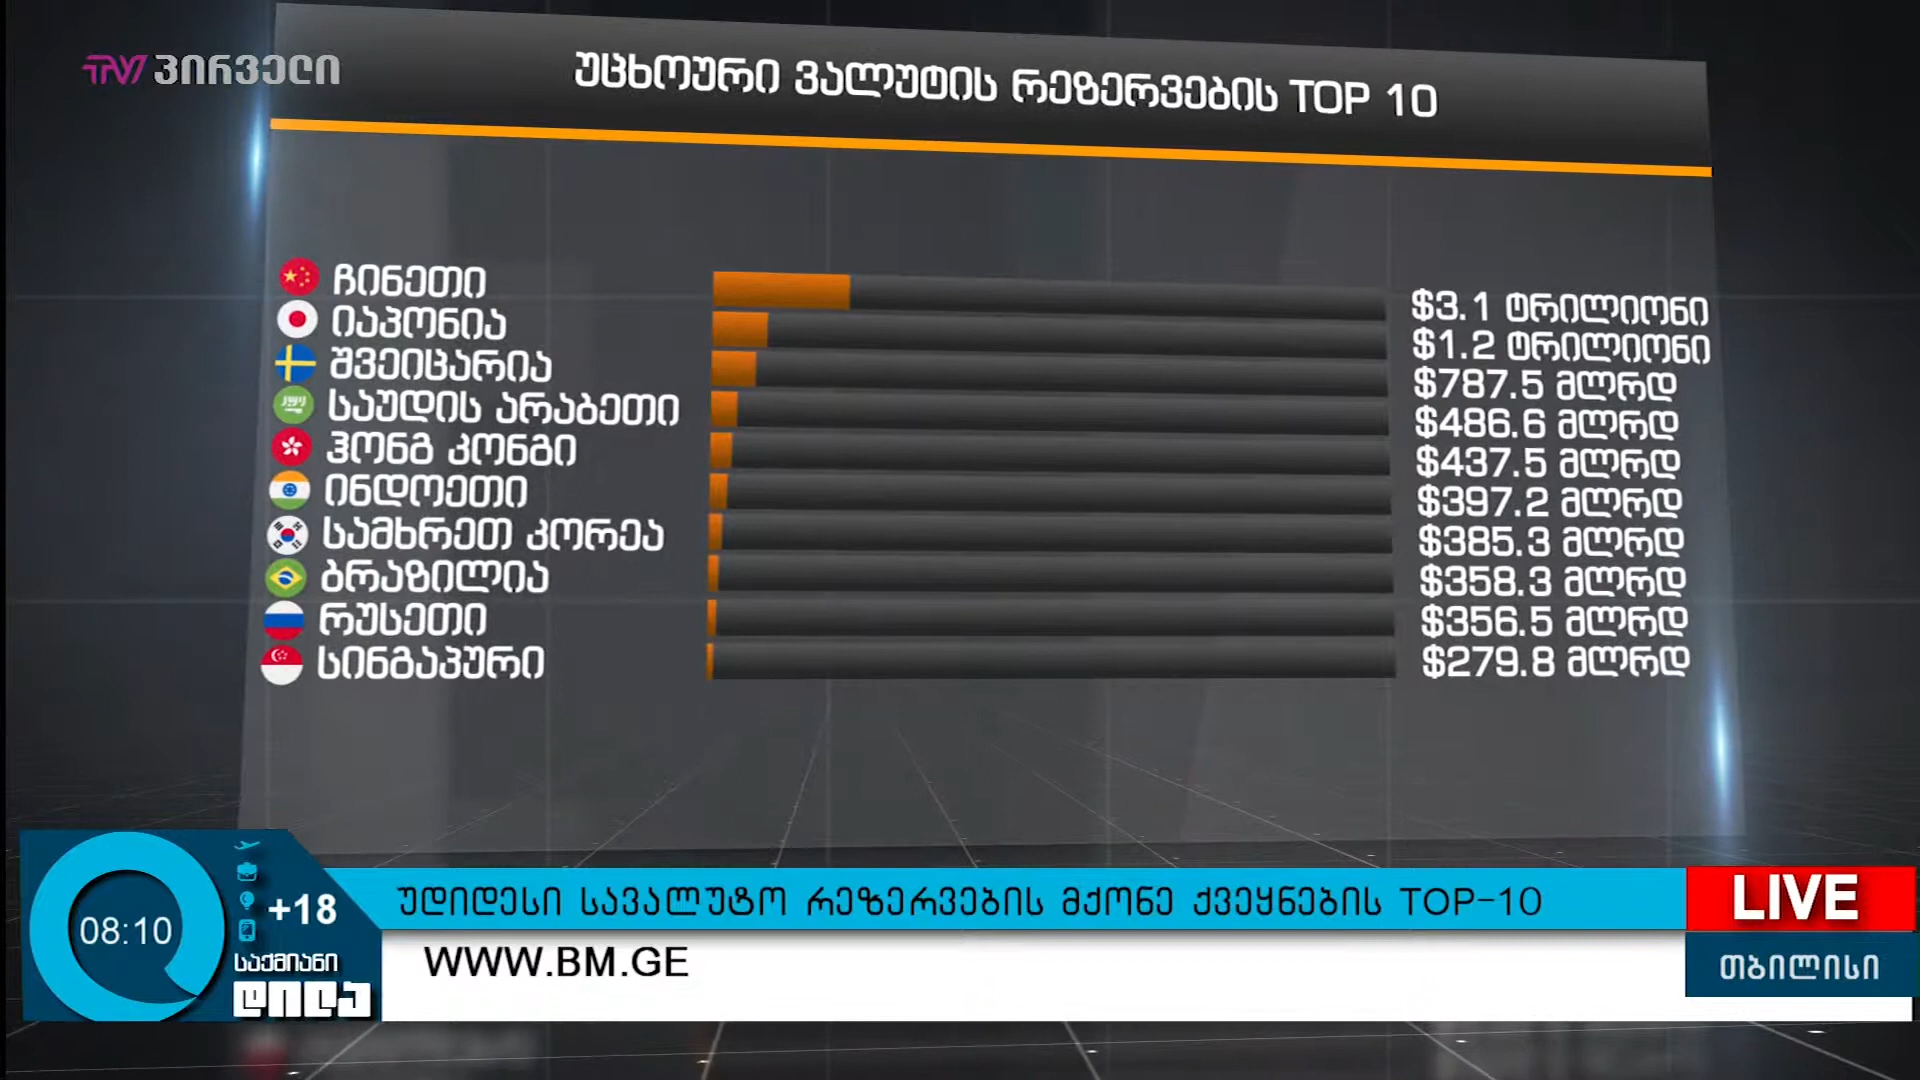 TV პირველი
უცხოური ვალუტის რეზერვების TOP 10
ჩინეთი $3.1 ტრილიონი
იაპონია $1.2 ტრილიონი
შვეიცარია $787.5 მლრდ
საუდის არაბეთი $486.6 მლრდ
ჰონგ კონგი $437.5 მლრდ
ინდოეთი $397.2 მლრდ
სამხრეთ კორეა $385.3 მლრდ
ბრაზილია $358.3 მლრდ
რუსეთი $356.5 მლრდ
სინგაპური $279.8 მლრდ
უდიდესი სავალუტო რეზერვების მქონე ქვეყნების TOP-10
LIVE
08:10
+18
WWW.BM.GE
თბილისი
საქმიანი
დილა